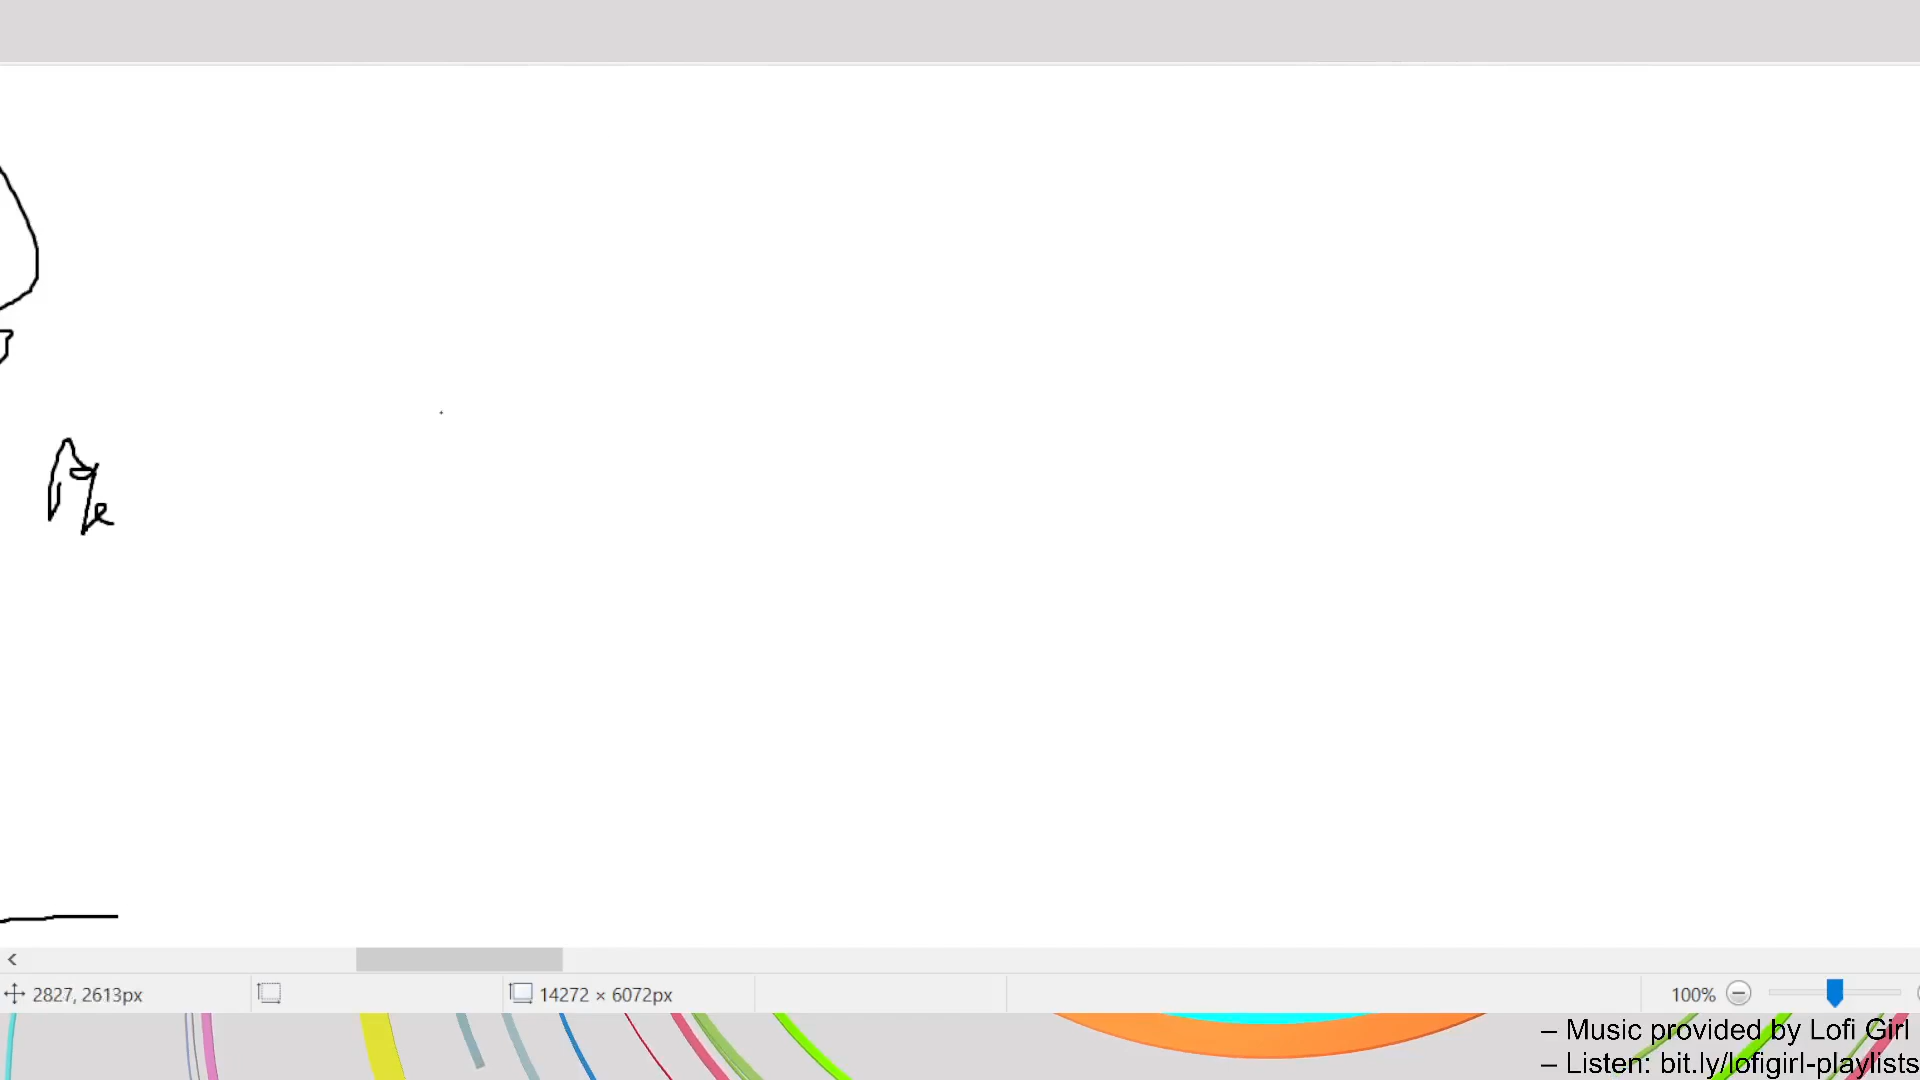 2827, 2613px
14272 × 6072px
100%
– Music provided by Lofi Girl
– Listen: bit.ly/lofigirl-playlists